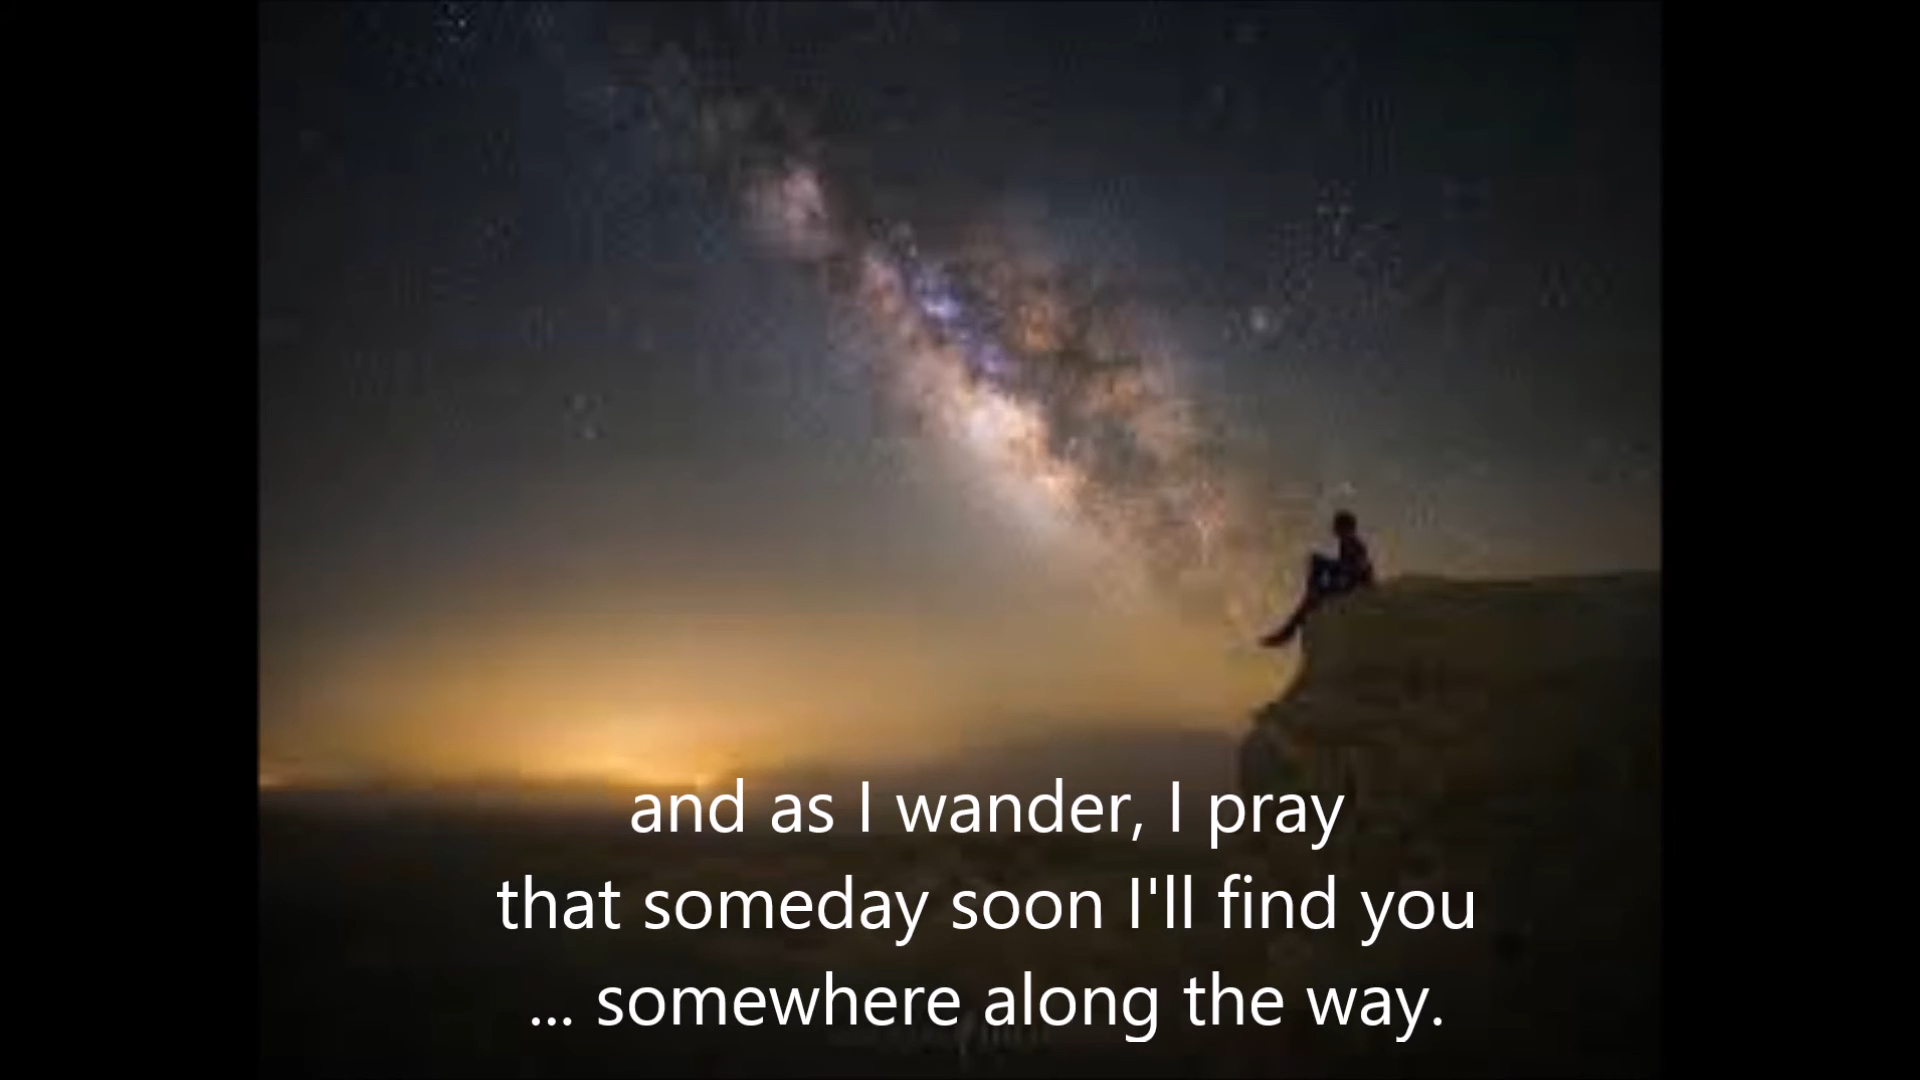 and as I wander, I pray
that someday soon I'll find you
... somewhere along the way.